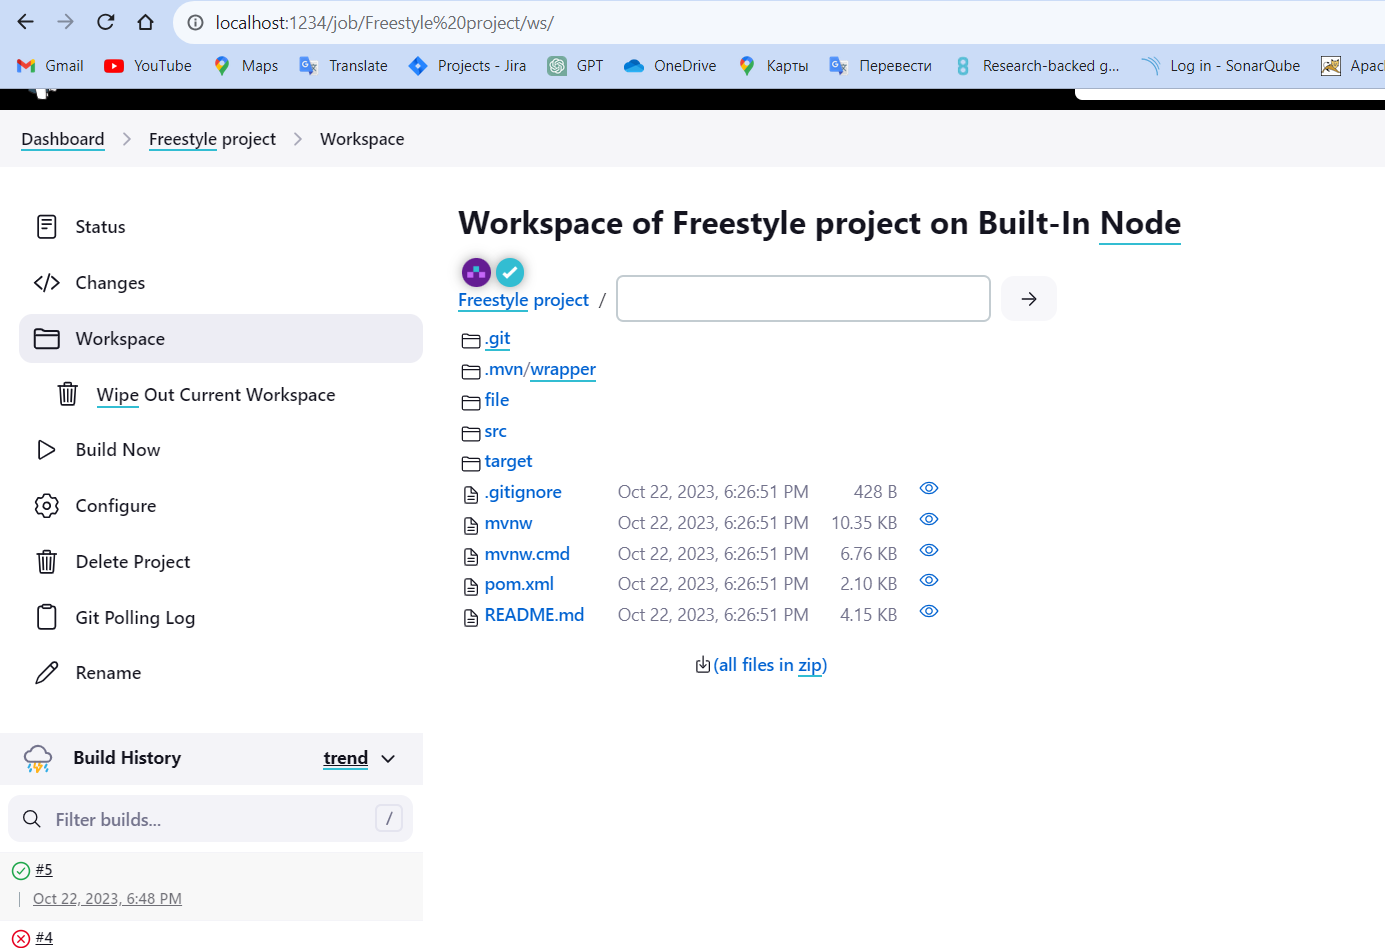 localhost:1234/job/Freestyle%20project/ws/
Gmail YouTube Maps Translate Projects - Jira GPT OneDrive Карты Перевести Research-backed g... Log in - SonarQube Apac
Dashboard Freestyle project Workspace
Status
Changes
Workspace
Wipe Out Current Workspace
Build Now
Configure
Delete Project
Git Polling Log
Rename
Build History trend
Filter builds... /
#5
Oct 22, 2023, 6:48 PM
#4
Workspace of Freestyle project on Built-In Node
Freestyle project /
.git
.mvn/wrapper
file
src
target
.gitignore Oct 22, 2023, 6:26:51 PM 428 B
mvnw Oct 22, 2023, 6:26:51 PM 10.35 KB
mvnw.cmd Oct 22, 2023, 6:26:51 PM 6.76 KB
pom.xml Oct 22, 2023, 6:26:51 PM 2.10 KB
README.md Oct 22, 2023, 6:26:51 PM 4.15 KB
(all files in zip)